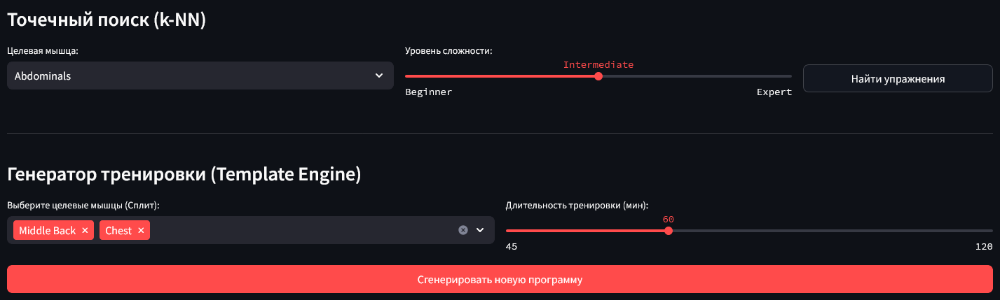 Точечный поиск (k-NN)
Целевая мышца:
Abdominals
Уровень сложности:
Intermediate
Beginner
Expert
Найти упражнения
Генератор тренировки (Template Engine)
Выберите целевые мышцы (Сплит):
Middle Back
Chest
Длительность тренировки (мин):
60
45
120
Сгенерировать новую программу